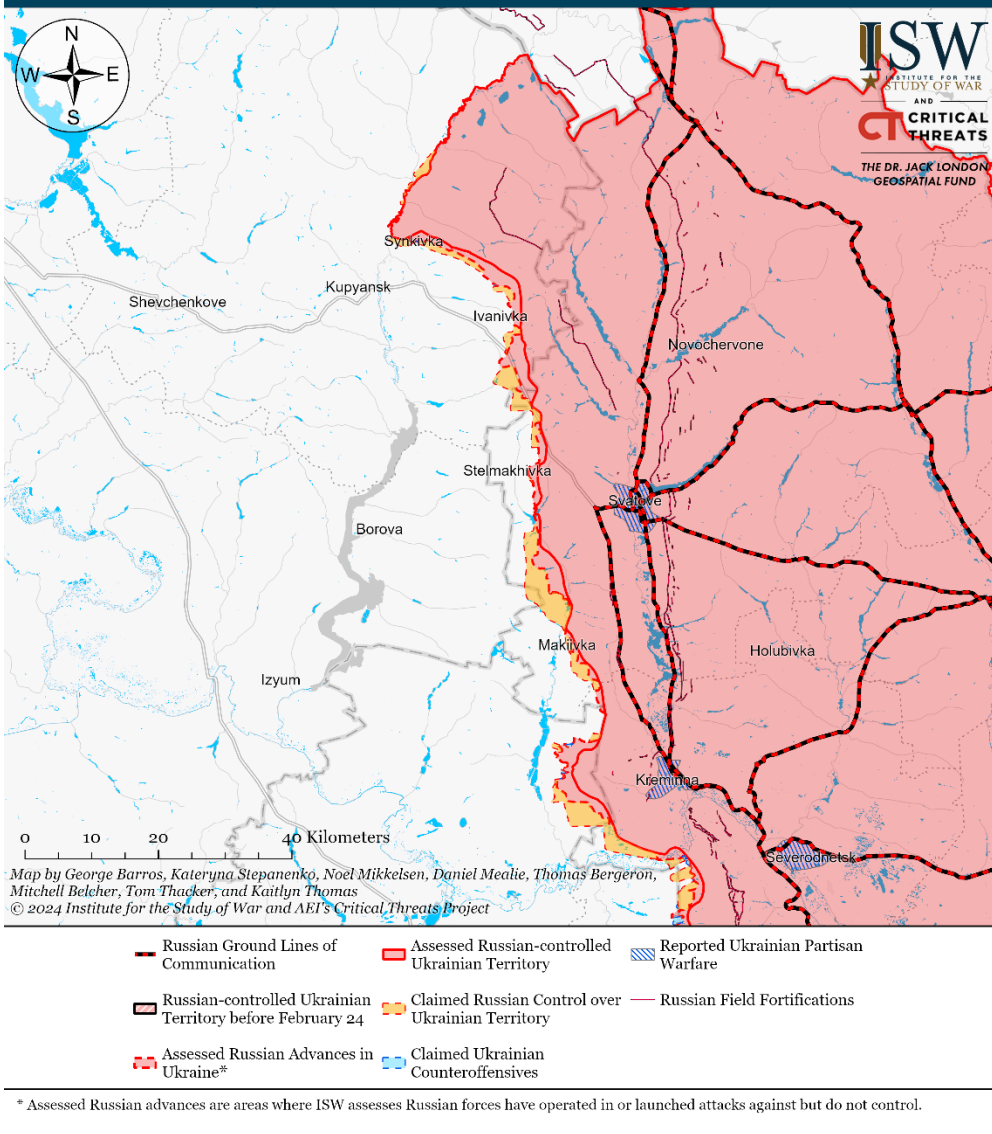 N
W
E
S
ISW
INSTITUTE FOR THE
STUDY OF WAR
AND
CT CRITICAL
THREATS
THE DR. JACK LONDON
GEOSPATIAL FUND
Synkivka
Kupyansk
Shevchenkove
Ivanivka
Novochervone
Stelmakhivka
Svatove
Borova
Makiivka
Holubivka
Izyum
Kreminna
Severodnetsk
0 10 20 40 Kilometers
Map by George Barros, Kateryna Stepanenko, Noel Mikkelsen, Daniel Mealie, Thomas Bergeron,
Mitchell Belcher, Tom Thacker, and Kaitlyn Thomas
© 2024 Institute for the Study of War and AEI's Critical Threats Project
Russian Ground Lines of
Communication
Assessed Russian-controlled
Ukrainian Territory
Reported Ukrainian Partisan
Warfare
Russian-controlled Ukrainian
Territory before February 24
Claimed Russian Control over
Ukrainian Territory
Russian Field Fortifications
Assessed Russian Advances in
Ukraine*
Claimed Ukrainian
Counteroffensives
* Assessed Russian advances are areas where ISW assesses Russian forces have operated in or launched attacks against but do not control.